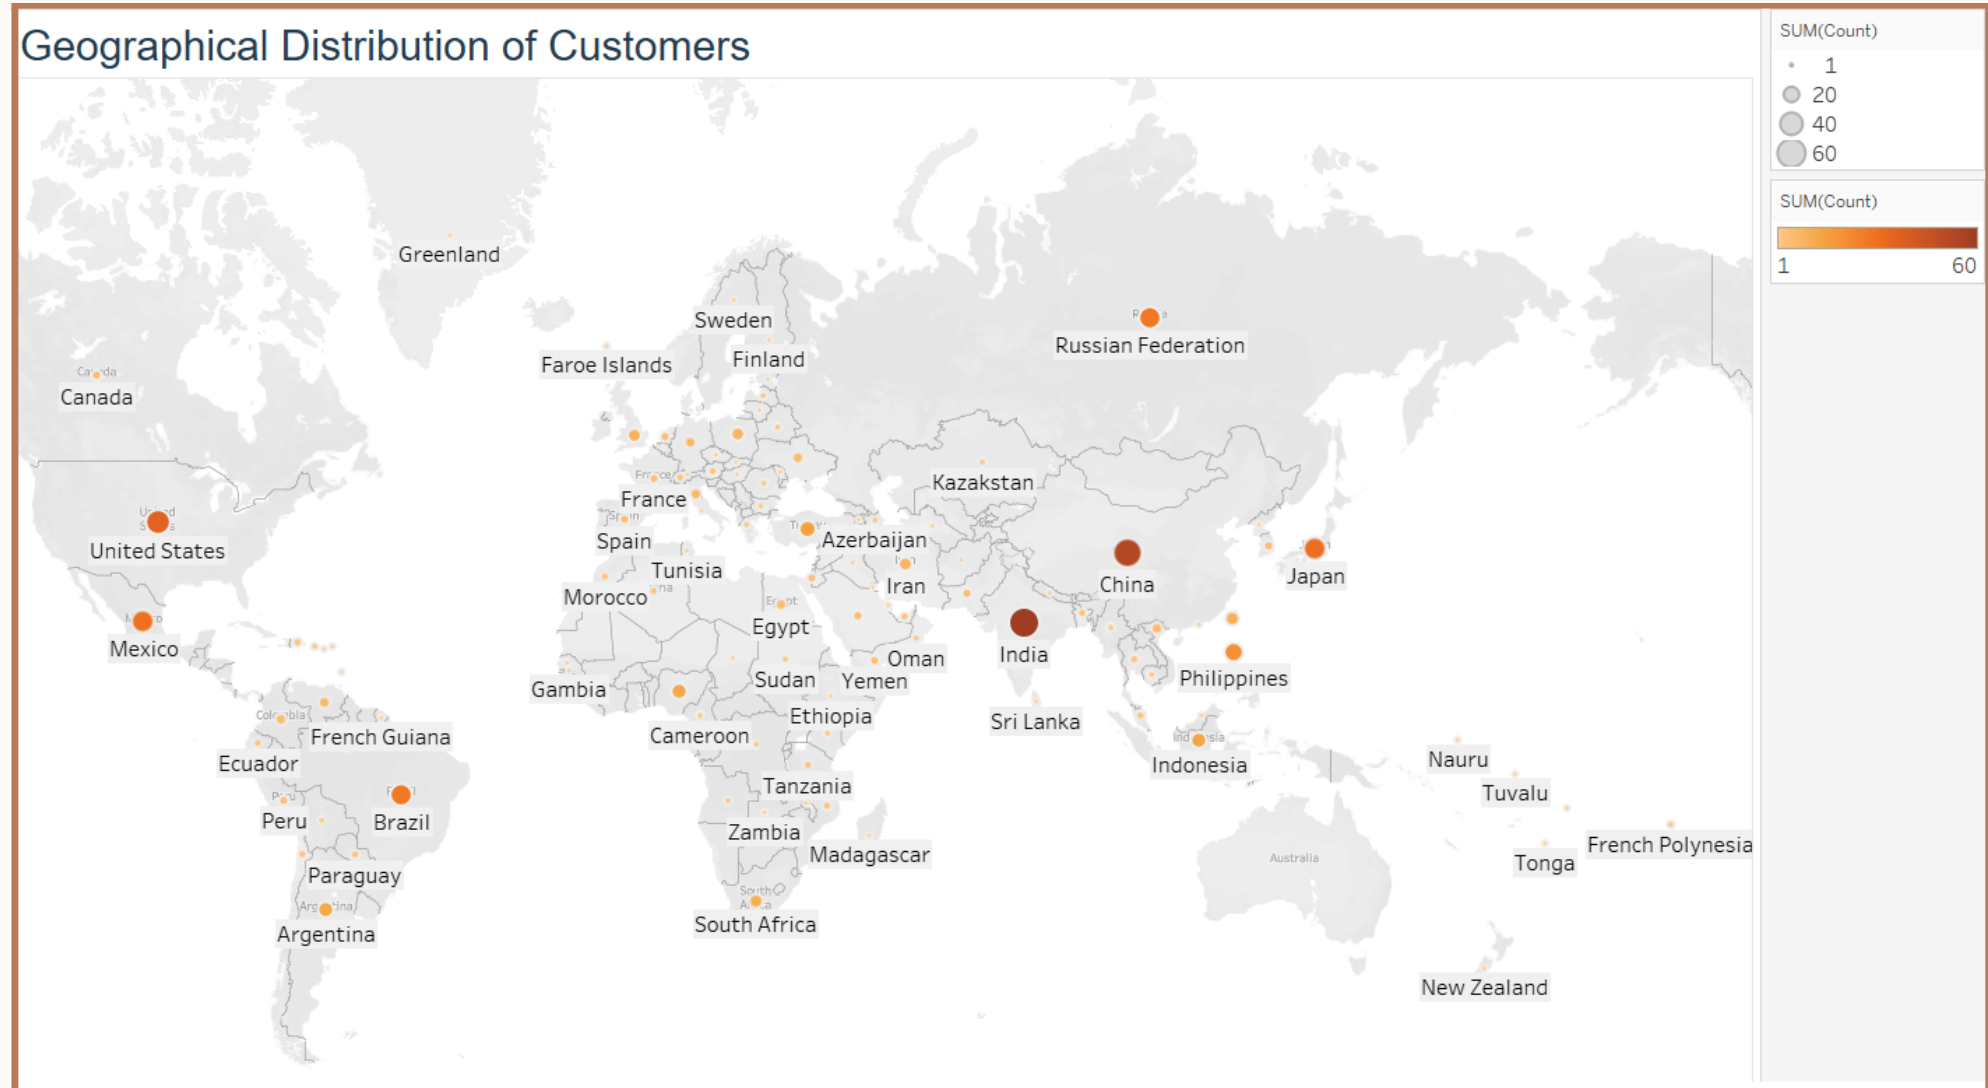 Geographical Distribution of Customers
SUM(Count)
1
20
40
60
SUM(Count)
1 60
Greenland
Sweden
Faroe Islands
Finland
Russian Federation
Canada
Kazakstan
France
Spain
Azerbaijan
United States
Tunisia
China
Japan
Iran
Morocco
Egypt
Mexico
India
Oman
Gambia
Sudan
Yemen
Philippines
Ethiopia
Sri Lanka
French Guiana
Cameroon
Ecuador
Indonesia
Nauru
Tanzania
Tuvalu
Peru
Brazil
Zambia
Madagascar
French Polynesia
Australia
Tonga
Paraguay
South Africa
Argentina
New Zealand